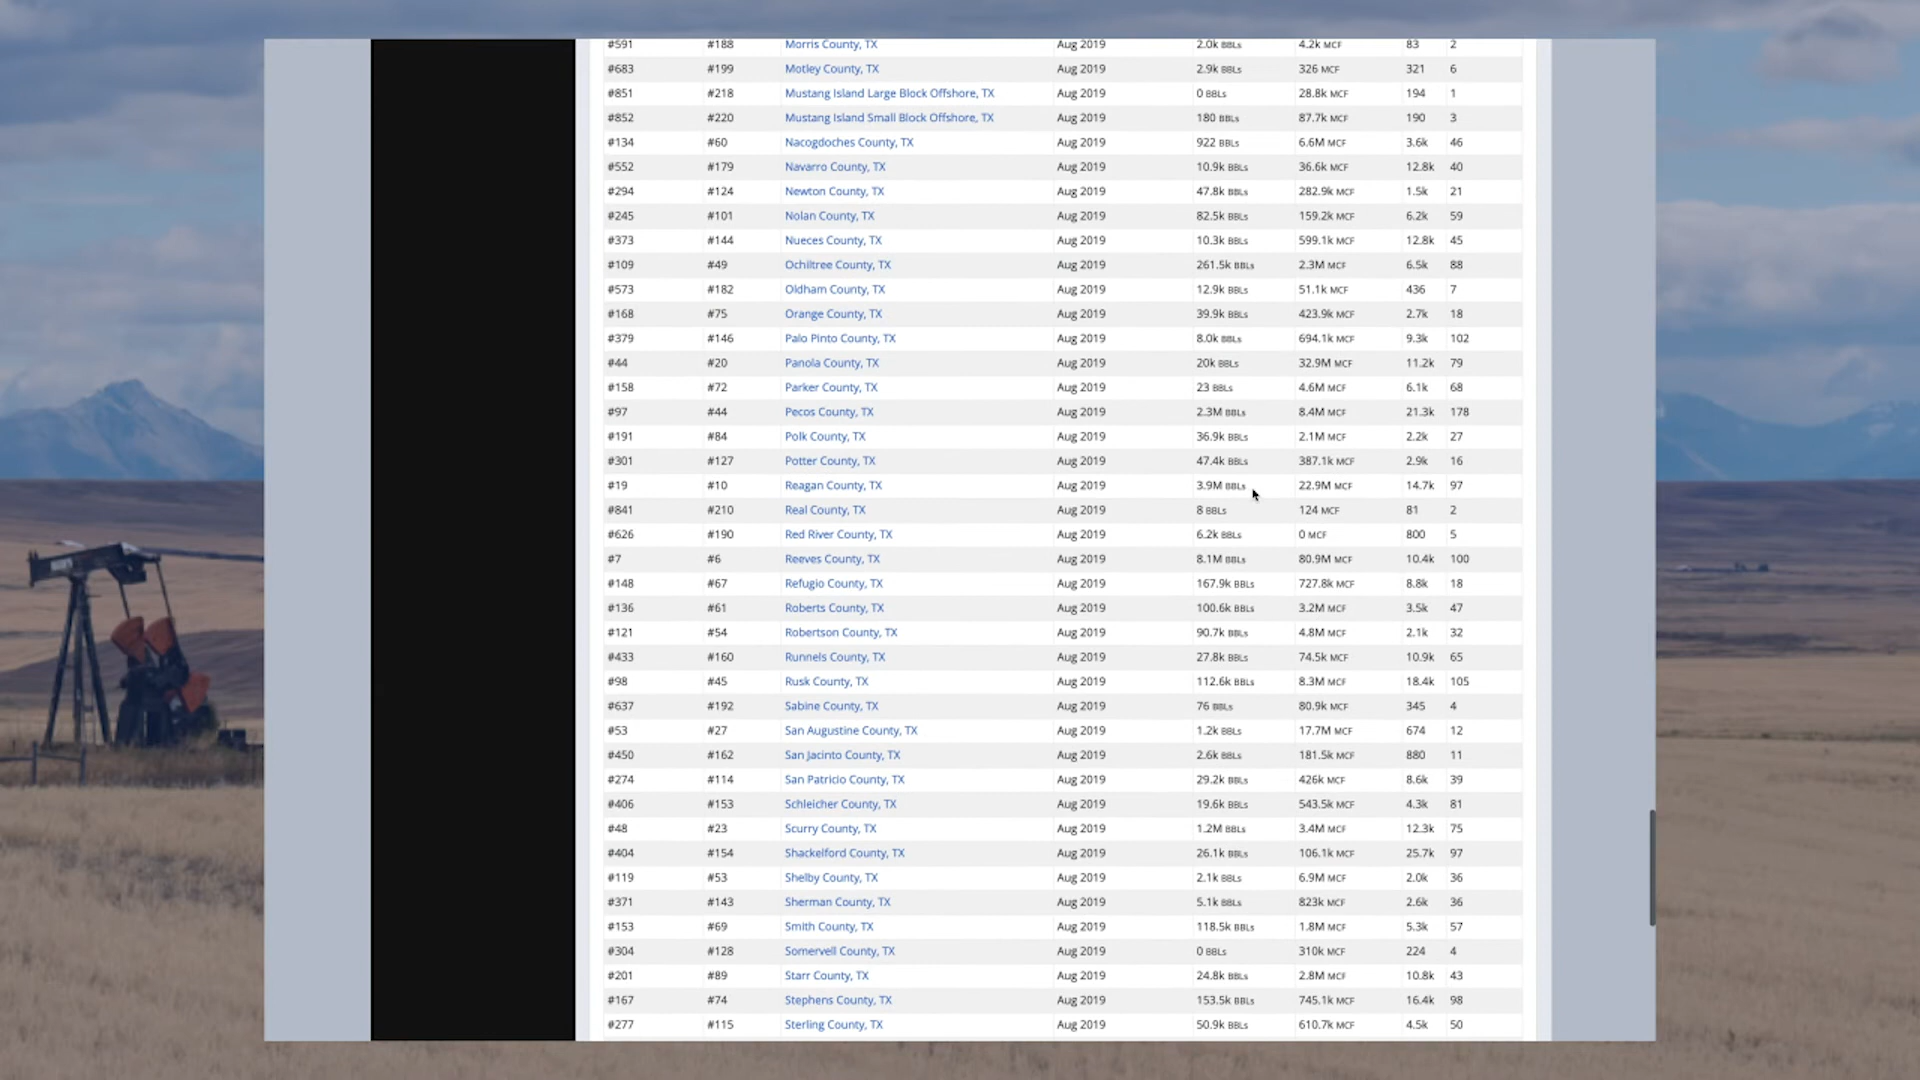 #591 #188 Morris County, TX Aug 2019 2.0k BBLs 4.2k MCF 83 2
#683 #199 Motley County, TX Aug 2019 2.9k BBLs 326 MCF 321 6
#851 #218 Mustang Island Large Block Offshore, TX Aug 2019 0 BBLs 28.8k MCF 194 1
#852 #220 Mustang Island Small Block Offshore, TX Aug 2019 180 BBLs 87.7k MCF 190 3
#134 #60 Nacogdoches County, TX Aug 2019 922 BBLs 6.6M MCF 3.6k 46
#552 #179 Navarro County, TX Aug 2019 10.9k BBLs 36.6k MCF 12.8k 40
#294 #124 Newton County, TX Aug 2019 47.8k BBLs 282.9k MCF 1.5k 21
#245 #101 Nolan County, TX Aug 2019 82.5k BBLs 159.2k MCF 6.2k 59
#373 #144 Nueces County, TX Aug 2019 10.3k BBLs 599.1k MCF 12.8k 45
#109 #49 Ochiltree County, TX Aug 2019 261.5k BBLs 2.3M MCF 6.5k 88
#573 #182 Oldham County, TX Aug 2019 12.9k BBLs 51.1k MCF 436 7
#168 #75 Orange County, TX Aug 2019 39.9k BBLs 423.9k MCF 2.7k 18
#379 #146 Palo Pinto County, TX Aug 2019 8.0k BBLs 694.1k MCF 9.3k 102
#44 #20 Panola County, TX Aug 2019 20k BBLs 32.9M MCF 11.2k 79
#158 #72 Parker County, TX Aug 2019 23 BBLs 4.6M MCF 6.1k 68
#97 #44 Pecos County, TX Aug 2019 2.3M BBLs 8.4M MCF 21.3k 178
#191 #84 Polk County, TX Aug 2019 36.9k BBLs 2.1M MCF 2.2k 27
#301 #127 Potter County, TX Aug 2019 47.4k BBLs 387.1k MCF 2.9k 16
#19 #10 Reagan County, TX Aug 2019 3.9M BBLs 22.9M MCF 14.7k 97
#841 #210 Real County, TX Aug 2019 8 BBLs 124 MCF 81 2
#626 #190 Red River County, TX Aug 2019 6.2k BBLs 0 MCF 800 5
#7 #6 Reeves County, TX Aug 2019 8.1M BBLs 80.9M MCF 10.4k 100
#148 #67 Refugio County, TX Aug 2019 167.9k BBLs 727.8k MCF 8.8k 18
#136 #61 Roberts County, TX Aug 2019 100.6k BBLs 3.2M MCF 3.5k 47
#121 #54 Robertson County, TX Aug 2019 90.7k BBLs 4.8M MCF 2.1k 32
#433 #160 Runnels County, TX Aug 2019 27.8k BBLs 74.5k MCF 10.9k 65
#98 #45 Rusk County, TX Aug 2019 112.6k BBLs 8.3M MCF 18.4k 105
#637 #192 Sabine County, TX Aug 2019 76 BBLs 80.9k MCF 345 4
#53 #27 San Augustine County, TX Aug 2019 1.2k BBLs 17.7M MCF 674 12
#450 #162 San Jacinto County, TX Aug 2019 2.6k BBLs 181.5k MCF 880 11
#274 #114 San Patricio County, TX Aug 2019 29.2k BBLs 426k MCF 8.6k 39
#406 #153 Schleicher County, TX Aug 2019 19.6k BBLs 543.5k MCF 4.3k 81
#48 #23 Scurry County, TX Aug 2019 1.2M BBLs 3.4M MCF 12.3k 75
#404 #154 Shackelford County, TX Aug 2019 26.1k BBLs 106.1k MCF 25.7k 97
#119 #53 Shelby County, TX Aug 2019 2.1k BBLs 6.9M MCF 2.0k 36
#371 #143 Sherman County, TX Aug 2019 5.1k BBLs 823k MCF 2.6k 36
#153 #69 Smith County, TX Aug 2019 118.5k BBLs 1.8M MCF 5.3k 57
#304 #128 Somervell County, TX Aug 2019 0 BBLs 310k MCF 224 4
#201 #89 Starr County, TX Aug 2019 24.8k BBLs 2.8M MCF 10.8k 43
#167 #74 Stephens County, TX Aug 2019 153.5k BBLs 745.1k MCF 16.4k 98
#277 #115 Sterling County, TX Aug 2019 50.9k BBLs 610.7k MCF 4.5k 50